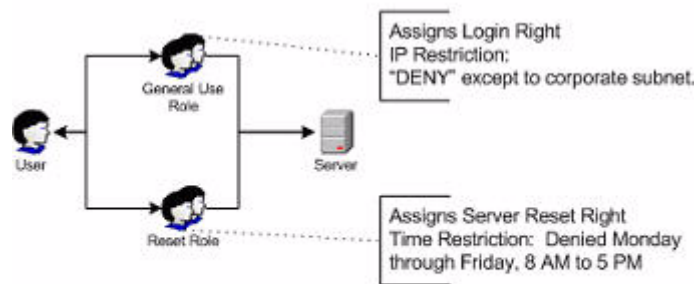 Assigns Login Right
IP Restriction:
"DENY" except to corporate subnet.
General Use
Role
User
Server
Reset Role
Assigns Server Reset Right
Time Restriction: Denied Monday
through Friday, 8 AM to 5 PM